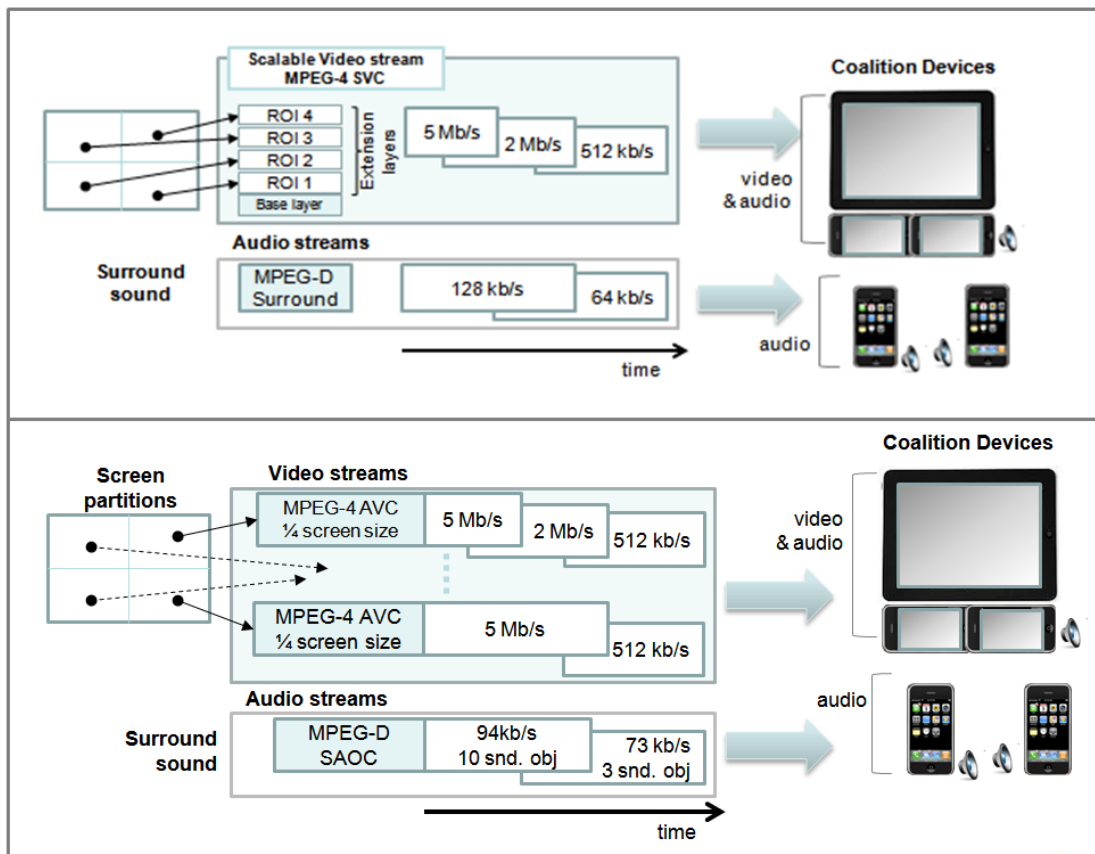 Scalable Video stream
MPEG-4 SVC
Coalition Devices
ROI 4
ROI 3
ROI 2
ROI 1
Base layer
Extension
layers
5 Mb/s
2 Mb/s
512 kb/s
video
& audio
Audio streams
Surround
sound
MPEG-D
Surround
128 kb/s
64 kb/s
audio
time
Coalition Devices
Screen
partitions
Video streams
MPEG-4 AVC
¼ screen size
5 Mb/s
2 Mb/s
512 kb/s
video
& audio
MPEG-4 AVC
¼ screen size
5 Mb/s
512 kb/s
Audio streams
Surround
sound
MPEG-D
SAOC
94kb/s
10 snd. obj
73 kb/s
3 snd. obj
audio
time